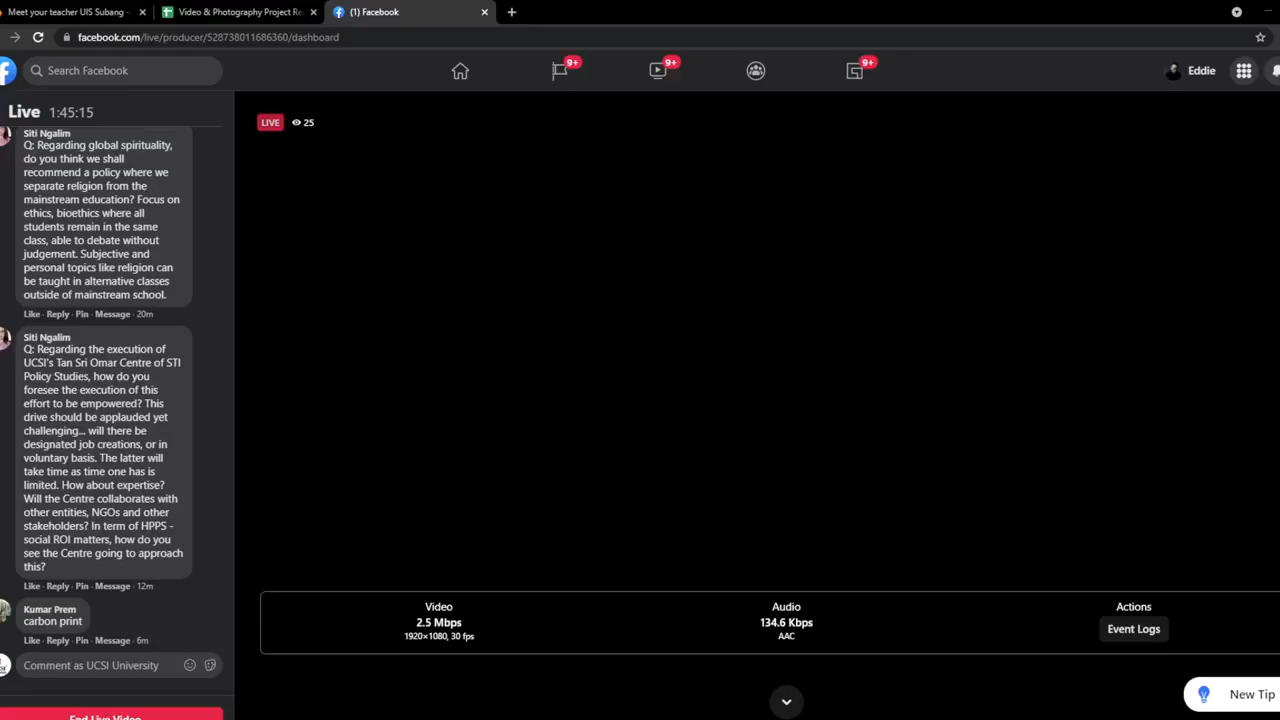 Meet your teacher UIS Subang -
Video & Photography Project Re
(1) Facebook
facebook.com/live/producer/528738011686360/dashboard
Search Facebook
9+
9+
9+
Eddie
Live 1:45:15
LIVE 25
Siti Ngalim
Q: Regarding global spirituality,
do you think we shall
recommend a policy where we
separate religion from the
mainstream education? Focus on
ethics, bioethics where all
students remain in the same
class, able to debate without
judgement. Subjective and
personal topics like religion can
be taught in alternative classes
outside of mainstream school.
Like · Reply · Pin · Message · 20m
Siti Ngalim
Q: Regarding the execution of
UCSI's Tan Sri Omar Centre of STI
Policy Studies, how do you
foresee the execution of this
effort to be empowered? This
drive should be applauded yet
challenging... will there be
designated job creations, or in
voluntary basis. The latter will
take time as time one has is
limited. How about expertise?
Will the Centre collaborates with
other entities, NGOs and other
stakeholders? In term of HPPS -
social ROI matters, how do you
see the Centre going to approach
this?
Like · Reply · Pin · Message · 12m
Kumar Prem
carbon print
Like · Reply · Pin · Message · 6m
Comment as UCSI University
End Live Video
Video
2.5 Mbps
1920×1080, 30 fps
Audio
134.6 Kbps
AAC
Actions
Event Logs
New Tip